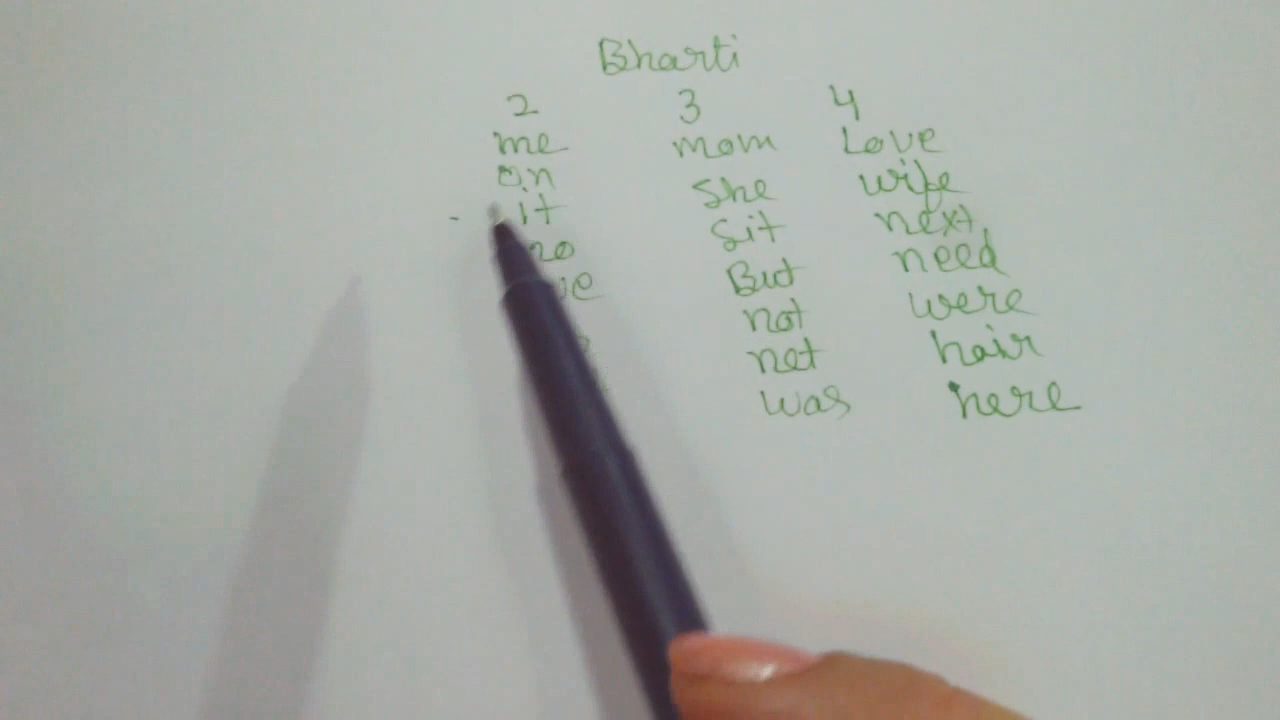 Bharti
2 3 4
me mom Love
on she wife
it sit next
no But need
not were
net hair
was here